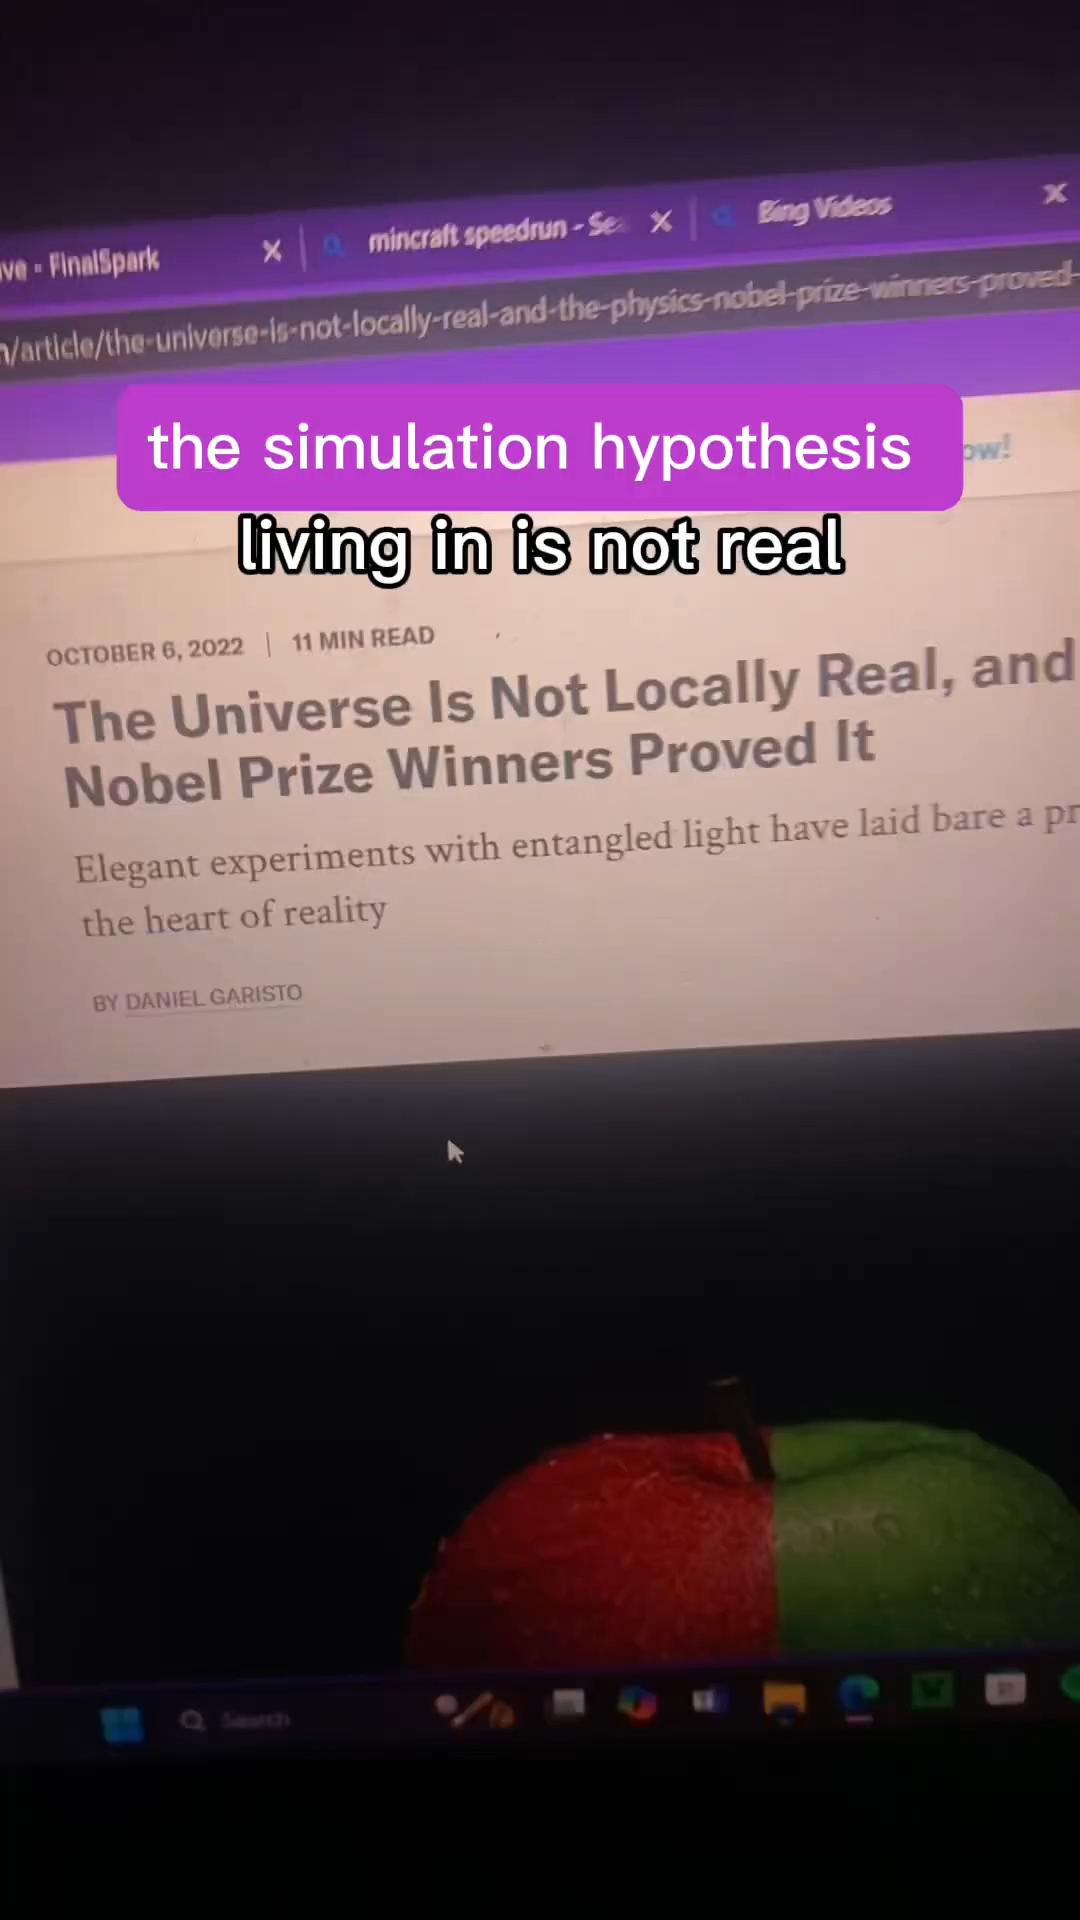 ve - FinalSpark
mincraft speedrun - Se
Bing Videos
/article/the-universe-is-not-locally-real-and-the-physics-nobel-prize-winners-proved-
the simulation hypothesis
ow!
living in is not real
OCTOBER 6, 2022 | 11 MIN READ
The Universe Is Not Locally Real, and
Nobel Prize Winners Proved It
Elegant experiments with entangled light have laid bare a pr
the heart of reality
BY DANIEL GARISTO
Search